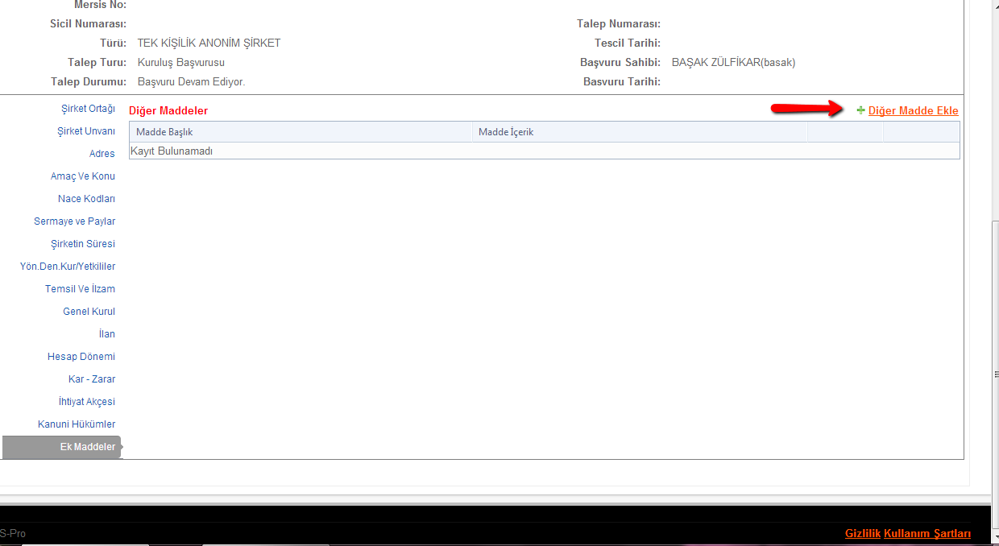 Mersis No:
Sicil Numarası:
Talep Numarası:
Türü: TEK KİŞİLİK ANONİM ŞİRKET
Tescil Tarihi:
Talep Turu: Kuruluş Başvurusu
Başvuru Sahibi: BAŞAK ZÜLFİKAR(basak)
Talep Durumu: Başvuru Devam Ediyor.
Basvuru Tarihi:
Şirket Ortağı
Şirket Unvanı
Adres
Amaç Ve Konu
Nace Kodları
Sermaye ve Paylar
Şirketin Süresi
Yön.Den.Kur/Yetkililer
Temsil Ve İlzam
Genel Kurul
İlan
Hesap Dönemi
Kar - Zarar
İhtiyat Akçesi
Kanuni Hükümler
Ek Maddeler
Diğer Maddeler
Diğer Madde Ekle
Madde Başlık Madde İçerik
Kayıt Bulunamadı
S-Pro
Gizlilik Kullanım Şartları